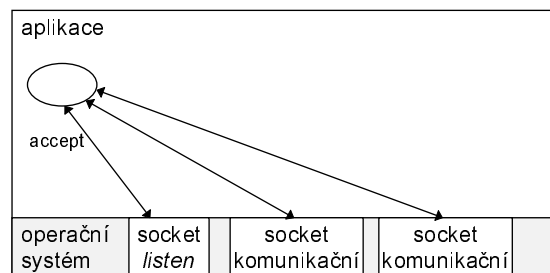 aplikace
accept
operační
systém
socket
listen
socket
komunikační
socket
komunikační